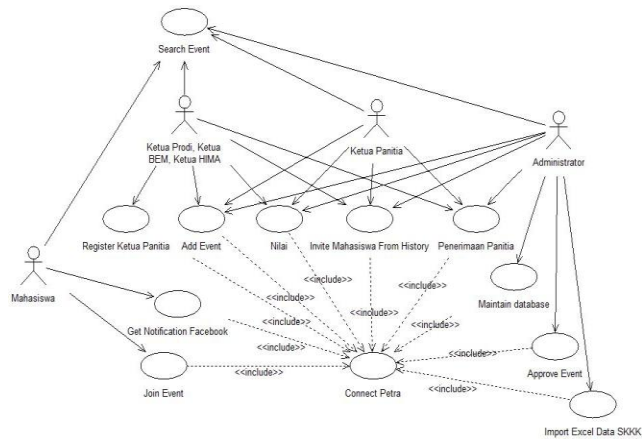 Search Event
Ketua Prodi, Ketua
BEM, Ketua HIMA
Ketua Panitia
Administrator
Register Ketua Panitia
Add Event
Nilai
Invite Mahasiswa From History
Penerimaan Panitia
Mahasiswa
Maintain database
<<include>>
<<include>>
<<include>>
<<include>>
<<include>>
Get Notification Facebook
<<include>>
<<include>>
<<include>>
<<include>>
Approve Event
Join Event
<<include>>
Connect Petra
<<include>>
Import Excel Data SKKK